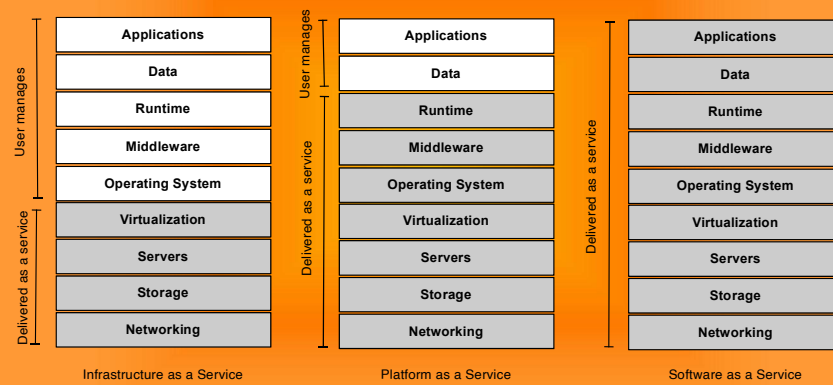 User manages
Delivered as a service
Applications
Data
Runtime
Middleware
Operating System
Virtualization
Servers
Storage
Networking
Infrastructure as a Service
User manages
Delivered as a service
Applications
Data
Runtime
Middleware
Operating System
Virtualization
Servers
Storage
Networking
Platform as a Service
Delivered as a service
Applications
Data
Runtime
Middleware
Operating System
Virtualization
Servers
Storage
Networking
Software as a Service